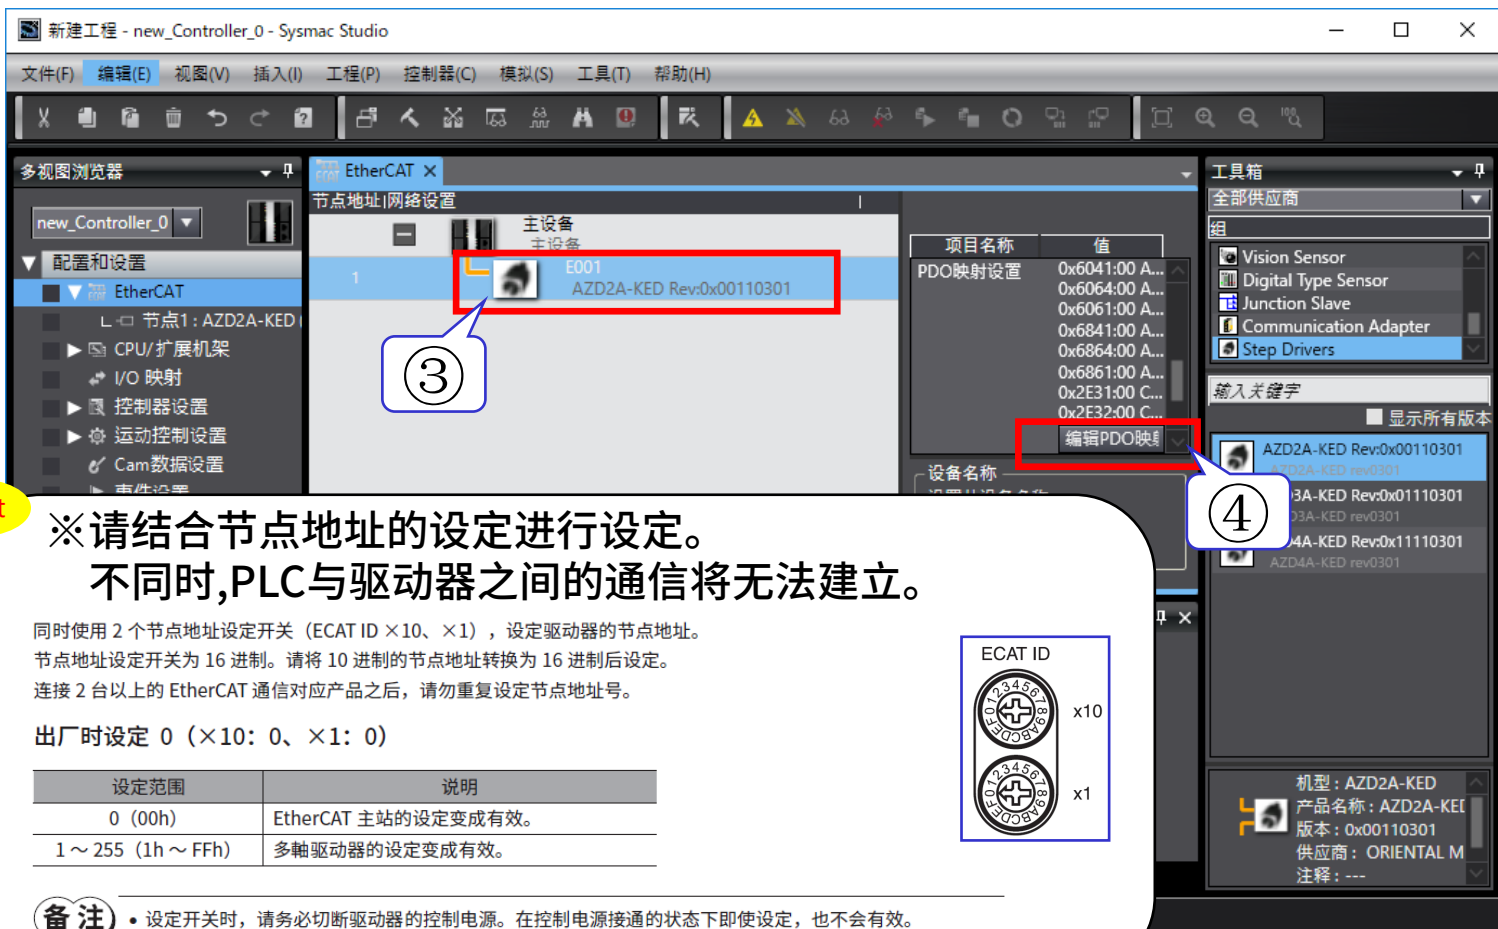 新建工程 - new_Controller_0 - Sysmac Studio
文件(F) 编辑(E) 视图(V) 插入(I) 工程(P) 控制器(C) 模拟(S) 工具(T) 帮助(H)
多视图浏览器
new_Controller_0
配置和设置
EtherCAT
节点1 : AZD2A-KED
CPU/扩展机架
I/O 映射
控制器设置
运动控制设置
Cam数据设置
事件设置
EtherCAT
节点地址|网络设置
主设备
主设备
1
E001
AZD2A-KED Rev:0x00110301
③
项目名称 值
PDO映射设置
0x6041:00 A...
0x6064:00 A...
0x6061:00 A...
0x6841:00 A...
0x6864:00 A...
0x6861:00 A...
0x2E31:00 C...
0x2E32:00 C...
编辑PDO映射
设备名称
④
工具箱
全部供应商
组
Vision Sensor
Digital Type Sensor
Junction Slave
Communication Adapter
Step Drivers
输入关键字
显示所有版本
AZD2A-KED Rev:0x00110301
AZD2A-KED rev0301
3A-KED Rev:0x01110301
D3A-KED rev0301
4A-KED Rev:0x11110301
AZD4A-KED rev0301
机型 : AZD2A-KED
产品名称 : AZD2A-KED
版本 : 0x00110301
供应商 : ORIENTAL M
注释 : ---
t
※请结合节点地址的设定进行设定。
不同时,PLC与驱动器之间的通信将无法建立。
同时使用 2 个节点地址设定开关（ECAT ID ×10、×1），设定驱动器的节点地址。
节点地址设定开关为 16 进制。请将 10 进制的节点地址转换为 16 进制后设定。
连接 2 台以上的 EtherCAT 通信对应产品之后，请勿重复设定节点地址号。
出厂时设定 0（×10：0、×1：0）
设定范围 说明
0（00h） EtherCAT 主站的设定变成有效。
1～255（1h～FFh） 多軸驱动器的设定变成有效。
ECAT ID
x10
x1
备注 • 设定开关时，请务必切断驱动器的控制电源。在控制电源接通的状态下即使设定，也不会有效。